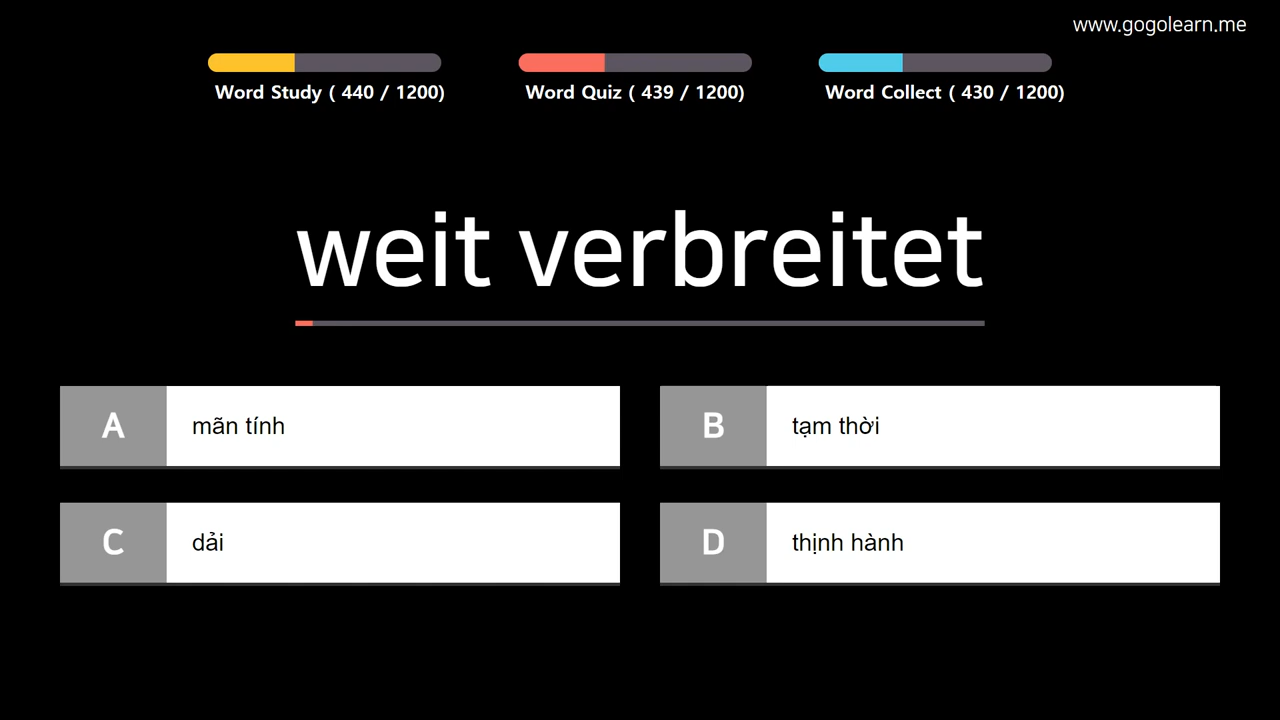 www.gogolearn.me
Word Study ( 440 / 1200)
Word Quiz ( 439 / 1200)
Word Collect ( 430 / 1200)
weit verbreitet
A
mãn tính
B
tạm thời
C
dải
D
thịnh hành